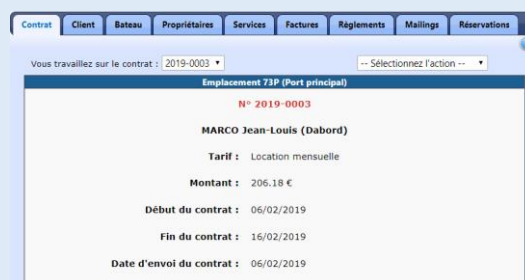 Contrat Client Bateau Propriétaires Services Factures Règlements Mailings Réservations
Vous travaillez sur le contrat : 2019-0003 -- Sélectionnez l'action --
Emplacement 73P (Port principal)
N° 2019-0003
MARCO Jean-Louis (Dabord)
Tarif : Location mensuelle
Montant : 206.18 €
Début du contrat : 06/02/2019
Fin du contrat : 16/02/2019
Date d'envoi du contrat : 06/02/2019